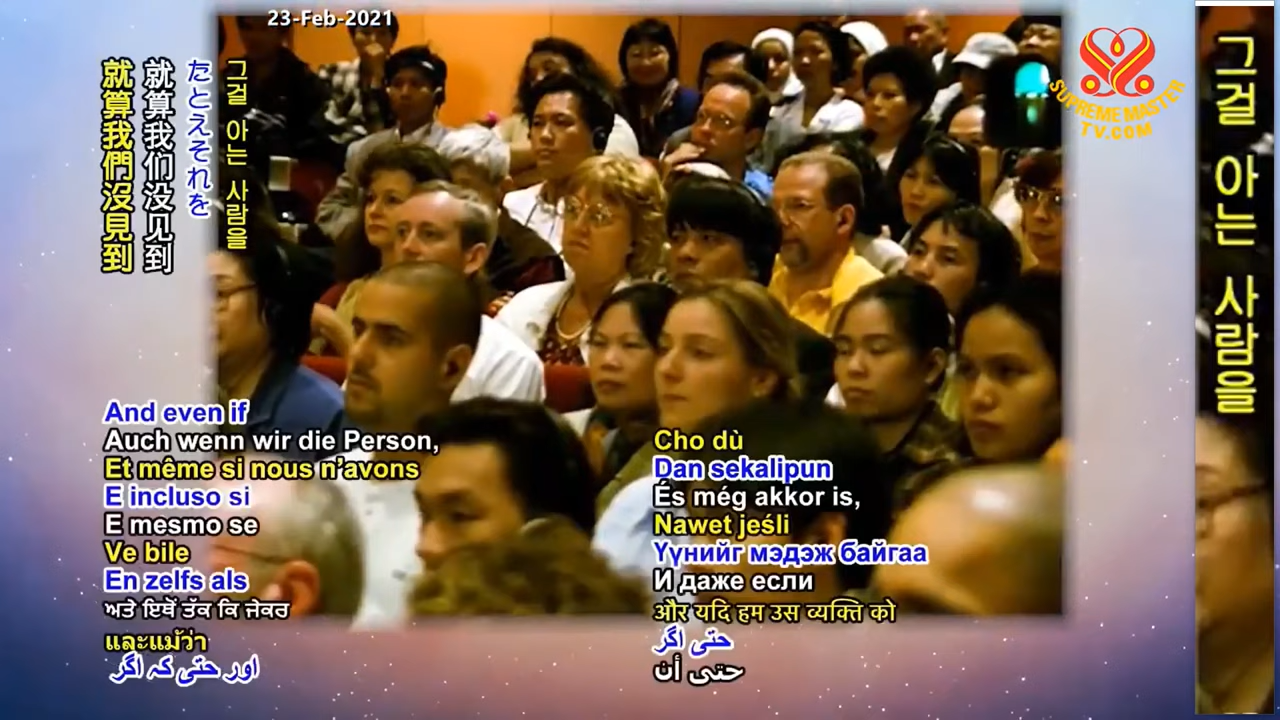 23-Feb-2021
SUPREME MASTER
TV.COM
그걸 아는 사람을
たとえそれを
就算我们没见到
就算我們沒見到
And even if
Auch wenn wir die Person,
Et même si nous n’avons
E incluso si
E mesmo se
Ve bile
En zelfs als
ਅਤੇ ਇਥੋਂ ਤੱਕ ਕਿ ਜੇਕਰ
และแม้ว่า
اور حتی کہ اگر
Cho dù
Dan sekalipun
És még akkor is,
Nawet jeśli
Үүнийг мэдэж байгаа
И даже если
और यदि हम उस व्यक्ति को
حتی اگر
حتى أن
그걸 아는 사람을